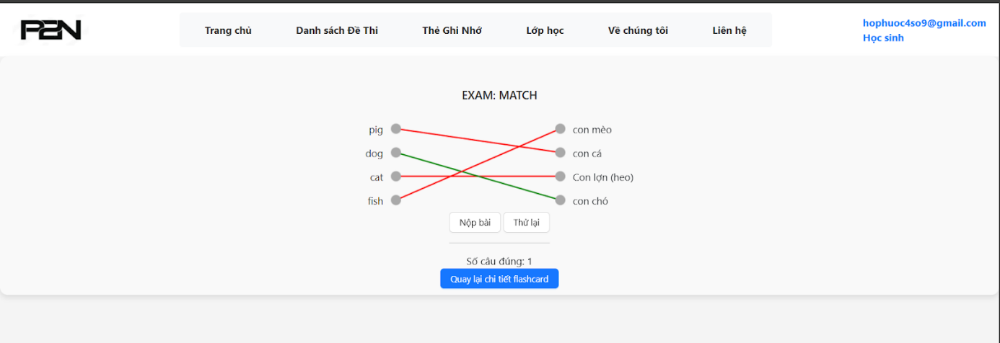 P2N
Trang chủ Danh sách Đề Thi Thẻ Ghi Nhớ Lớp học Về chúng tôi Liên hệ
hophuoc4so9@gmail.com
Học sinh
EXAM: MATCH
pig con mèo
dog con cá
cat Con lợn (heo)
fish con chó
Nộp bài Thử lại
Số câu đúng: 1
Quay lại chi tiết flashcard